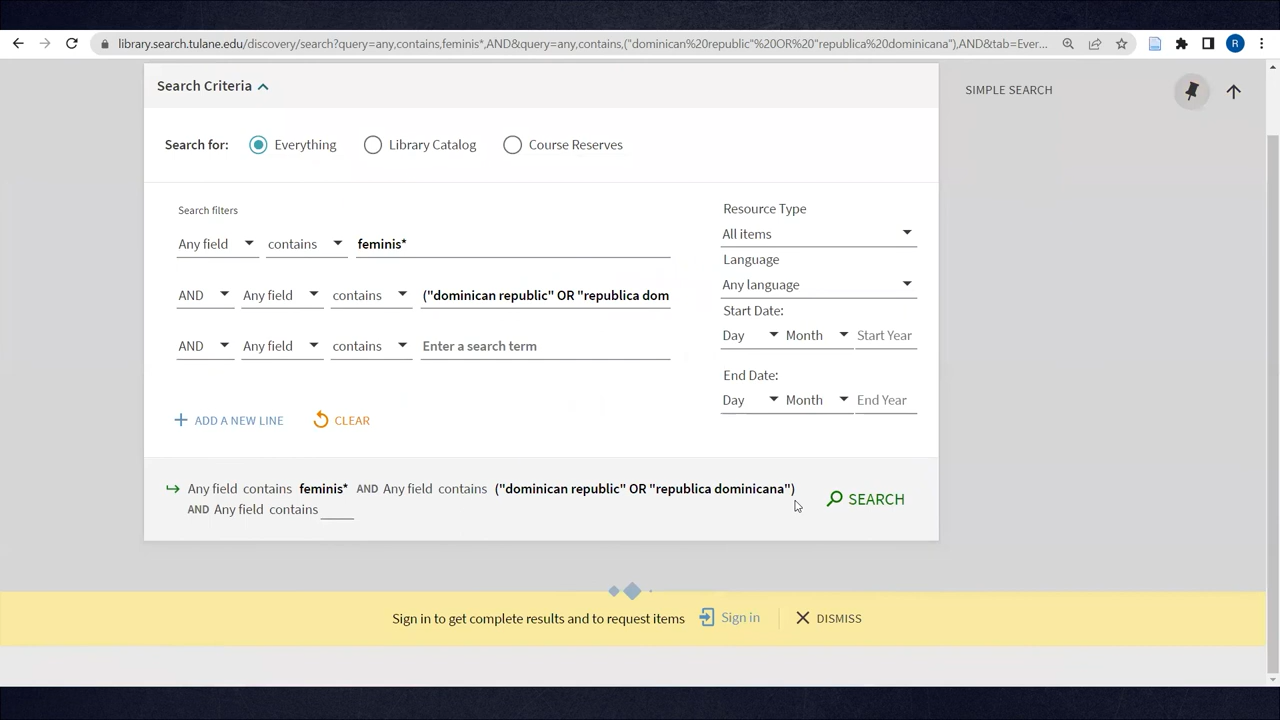 library.search.tulane.edu/discovery/search?query=any,contains,feminis*,AND&query=any,contains,("dominican%20republic"%20OR%20"republica%20dominicana"),AND&tab=Ever...
R
Search Criteria
SIMPLE SEARCH
Search for: Everything Library Catalog Course Reserves
Search filters
Any field contains feminis*
AND Any field contains ("dominican republic" OR "republica dom
AND Any field contains Enter a search term
ADD A NEW LINE CLEAR
Resource Type
All items
Language
Any language
Start Date:
Day Month Start Year
End Date:
Day Month End Year
Any field contains feminis* AND Any field contains ("dominican republic" OR "republica dominicana")
AND Any field contains
SEARCH
Sign in to get complete results and to request items Sign in DISMISS